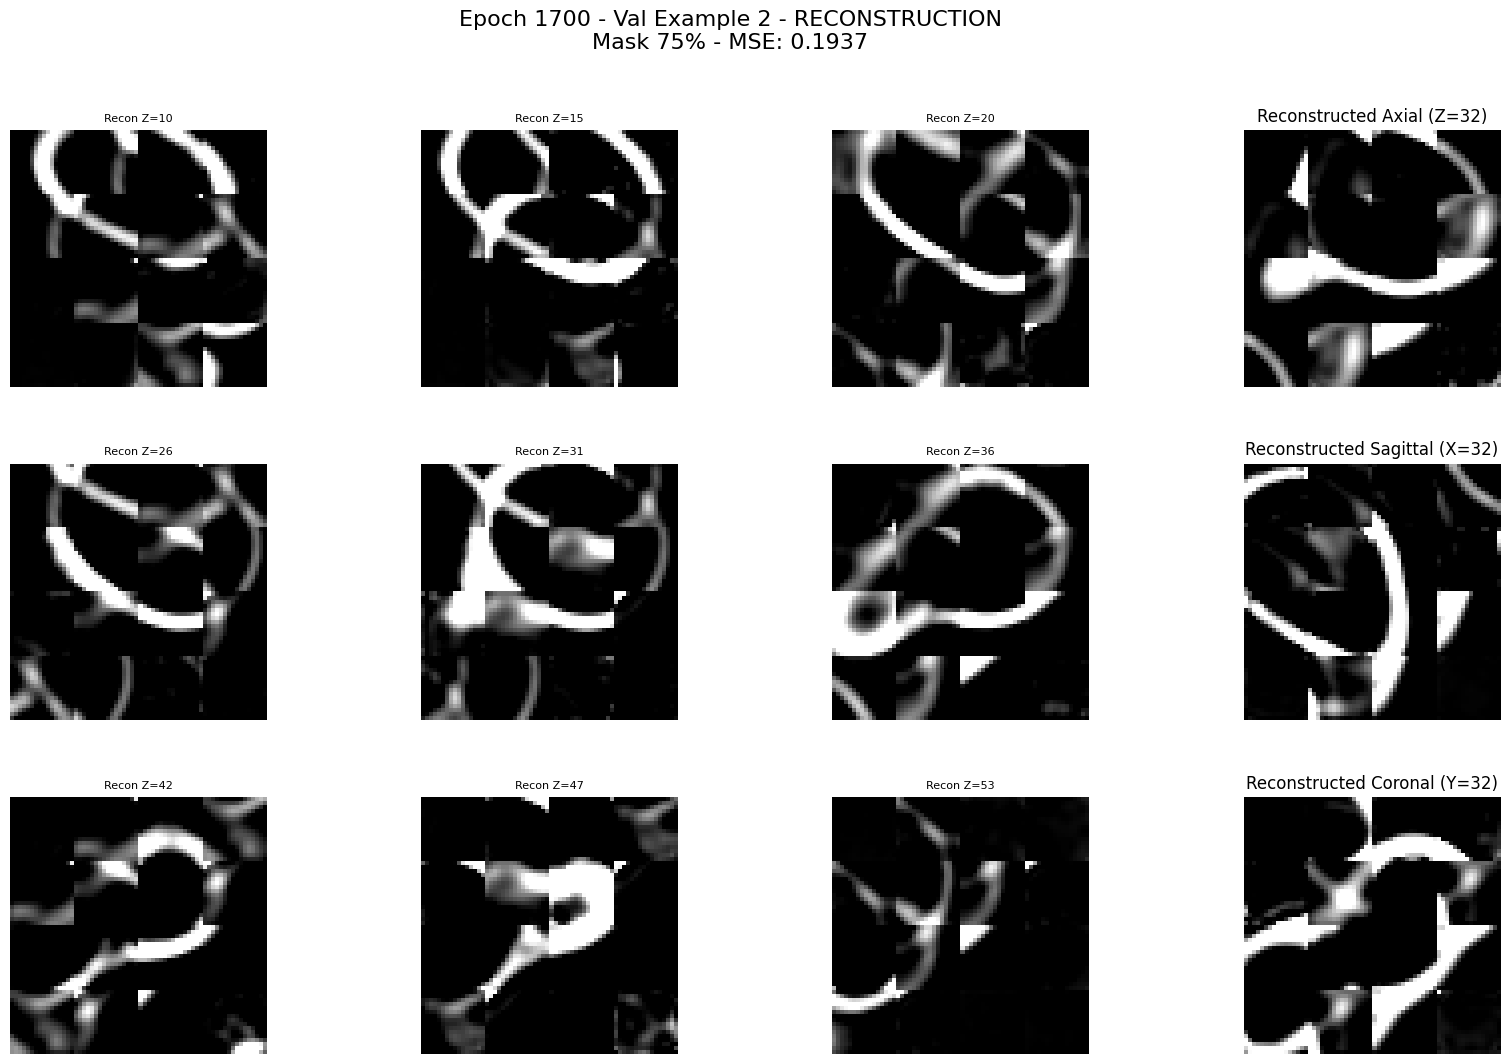 Epoch 1700 - Val Example 2 - RECONSTRUCTION
Mask 75% - MSE: 0.1937
Recon Z=10
Recon Z=15
Recon Z=20
Reconstructed Axial (Z=32)
Recon Z=26
Recon Z=31
Recon Z=36
Reconstructed Sagittal (X=32)
Recon Z=42
Recon Z=47
Recon Z=53
Reconstructed Coronal (Y=32)